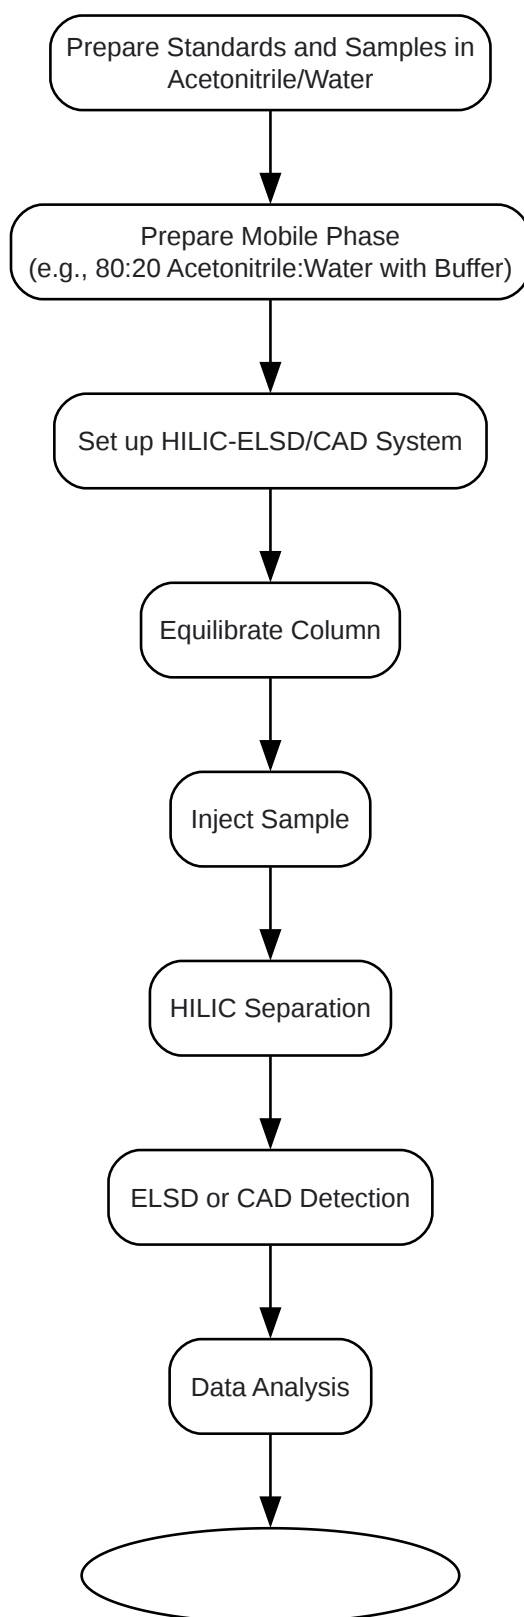 Prepare Standards and Samples in
Acetonitrile/Water
Prepare Mobile Phase
(e.g., 80:20 Acetonitrile:Water with Buffer)
Set up HILIC-ELSD/CAD System
Equilibrate Column
Inject Sample
HILIC Separation
ELSD or CAD Detection
Data Analysis